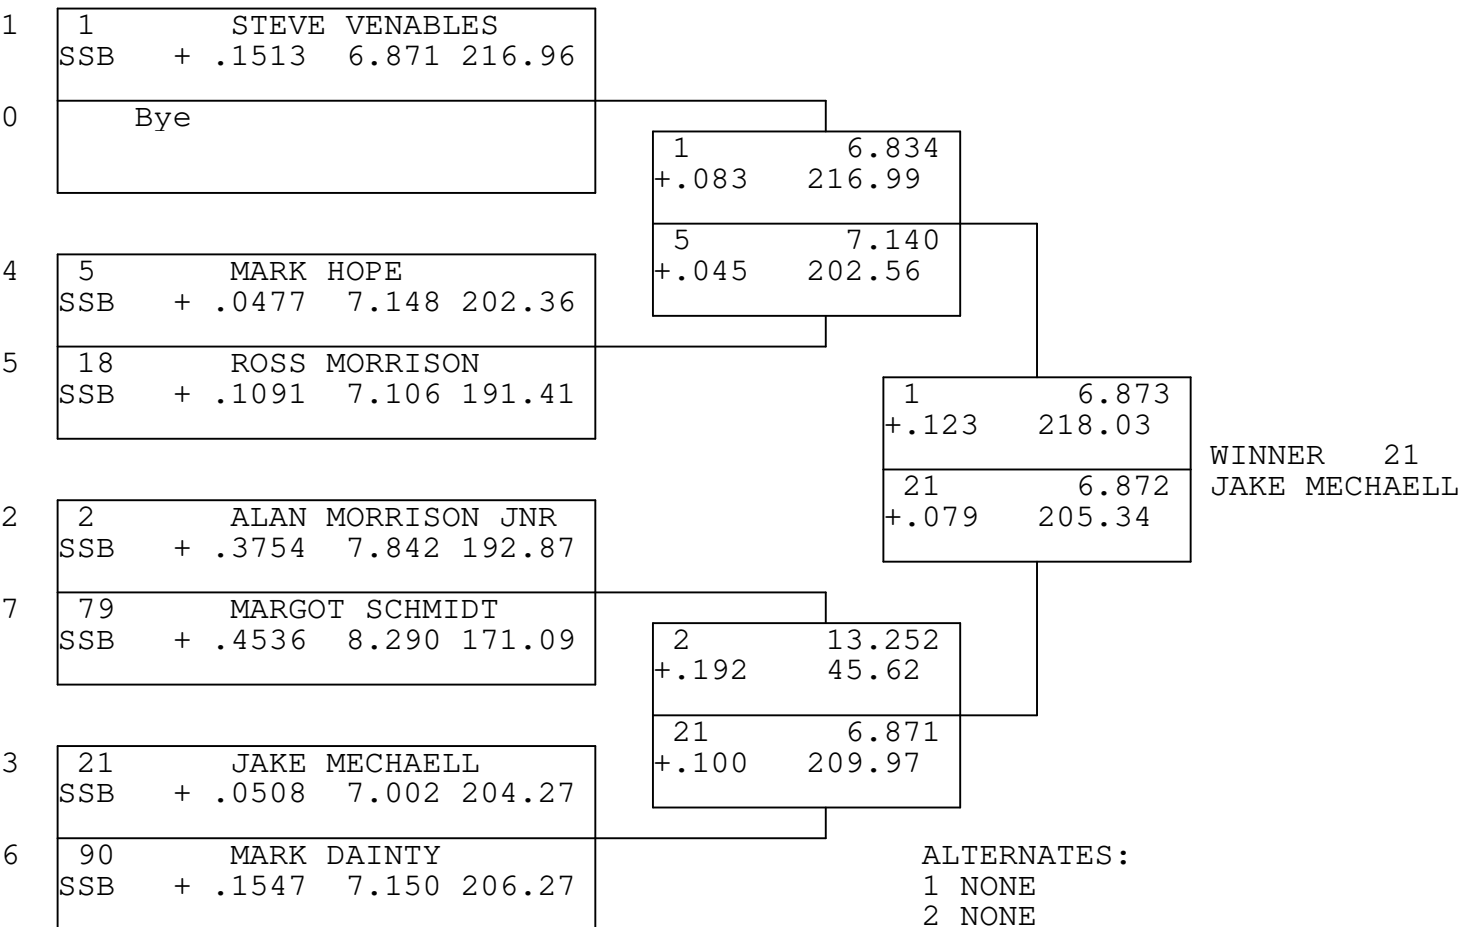 1 1 STEVE VENABLES
SSB + .1513 6.871 216.96
0 Bye
1 6.834
+.083 216.99
5 7.140
+.045 202.56
4 5 MARK HOPE
SSB + .0477 7.148 202.36
5 18 ROSS MORRISON
SSB + .1091 7.106 191.41
1 6.873
+.123 218.03
21 6.872
+.079 205.34
WINNER 21
JAKE MECHAELL
2 2 ALAN MORRISON JNR
SSB + .3754 7.842 192.87
7 79 MARGOT SCHMIDT
SSB + .4536 8.290 171.09
2 13.252
+.192 45.62
21 6.871
+.100 209.97
3 21 JAKE MECHAELL
SSB + .0508 7.002 204.27
6 90 MARK DAINTY
SSB + .1547 7.150 206.27
ALTERNATES:
1 NONE
2 NONE